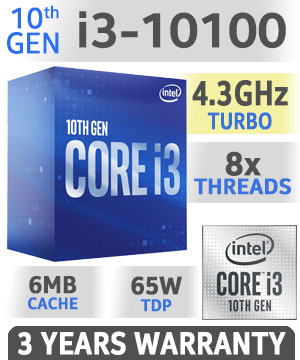 10th GEN i3-10100
intel
10TH GEN
CORE i3
4.3GHz
TURBO
8x
THREADS
6MB
CACHE
65W
TDP
intel
CORE i3
10TH GEN
3 YEARS WARRANTY